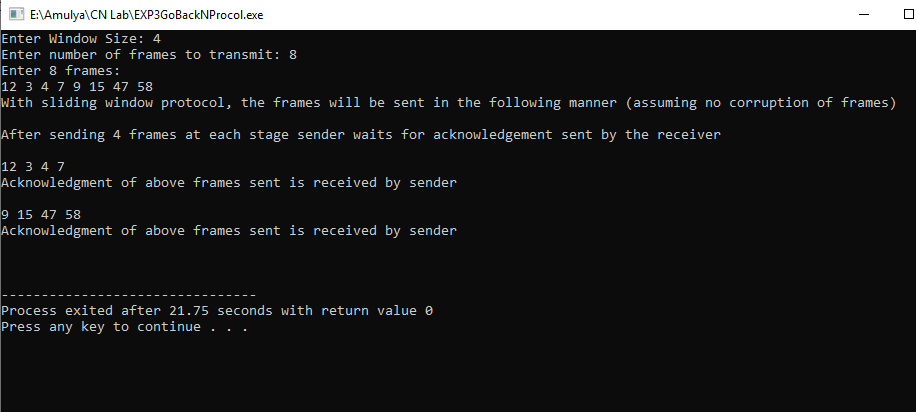 E:\Amulya\CN Lab\EXP3GoBackNProcol.exe
Enter Window Size: 4
Enter number of frames to transmit: 8
Enter 8 frames:
12 3 4 7 9 15 47 58
With sliding window protocol, the frames will be sent in the following manner (assuming no corruption of frames)
After sending 4 frames at each stage sender waits for acknowledgement sent by the receiver
12 3 4 7
Acknowledgment of above frames sent is received by sender
9 15 47 58
Acknowledgment of above frames sent is received by sender
--------------------------------
Process exited after 21.75 seconds with return value 0
Press any key to continue . . .